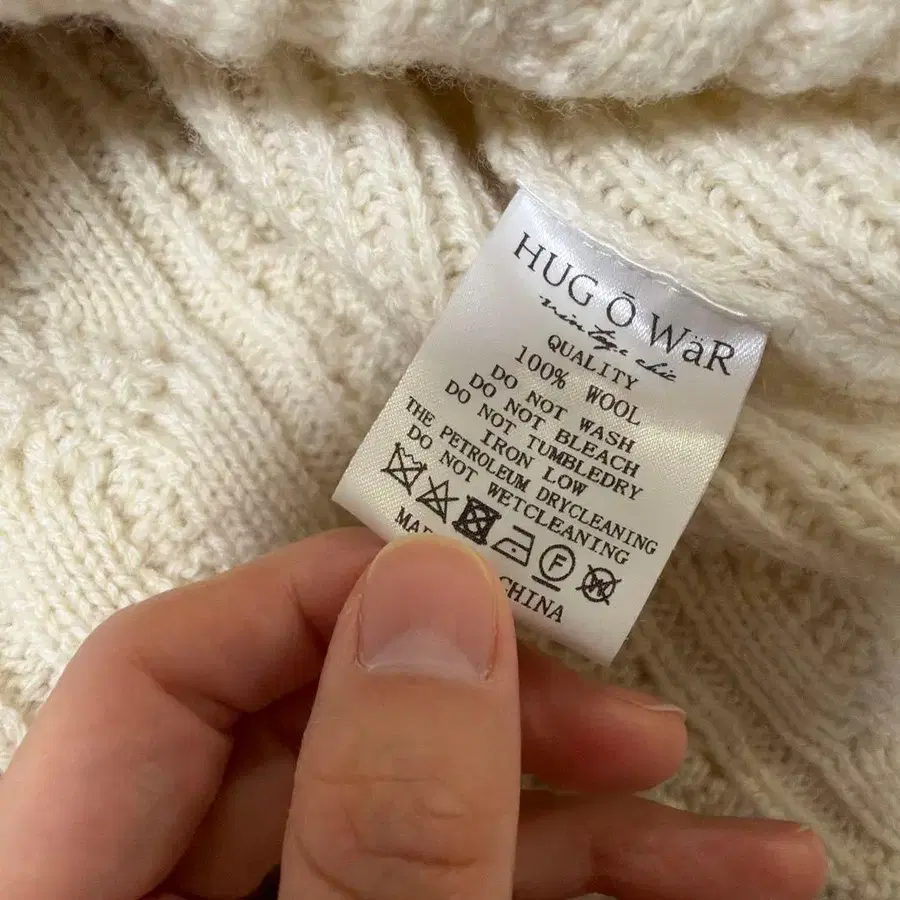 HUG Ō WäR
vintage chic
QUALITY
100% WOOL
DO NOT WASH
DO NOT BLEACH
DO NOT TUMBLEDRY
IRON LOW
THE PETROLEUM DRYCLEANING
DO NOT WETCLEANING
F W
CHINA